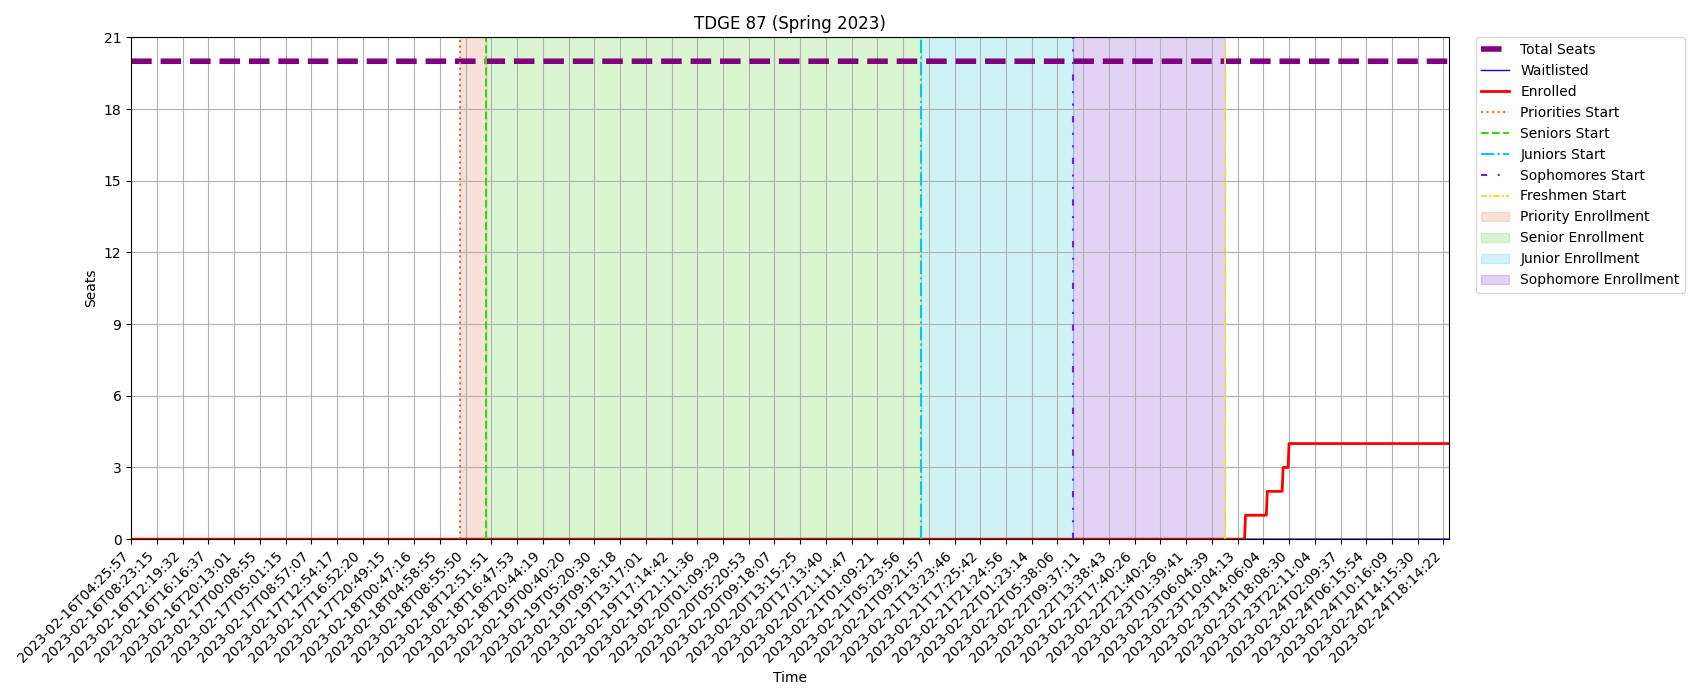 TDGE 87 (Spring 2023)
21
18
15
12
9
6
3
0
Seats
2023-02-16T04:25:57
2023-02-16T08:23:15
2023-02-16T12:19:32
2023-02-16T16:16:37
2023-02-16T20:13:01
2023-02-17T00:08:55
2023-02-17T05:01:15
2023-02-17T08:57:07
2023-02-17T12:54:17
2023-02-17T16:52:20
2023-02-17T20:49:15
2023-02-18T00:47:16
2023-02-18T04:58:55
2023-02-18T08:55:50
2023-02-18T12:51:51
2023-02-18T16:47:53
2023-02-18T20:44:19
2023-02-19T00:40:20
2023-02-19T05:20:30
2023-02-19T09:18:18
2023-02-19T13:17:01
2023-02-19T17:14:42
2023-02-19T21:11:36
2023-02-20T01:09:29
2023-02-20T05:20:53
2023-02-20T09:18:07
2023-02-20T13:15:25
2023-02-20T17:13:40
2023-02-20T21:11:47
2023-02-21T01:09:21
2023-02-21T05:23:56
2023-02-21T09:21:57
2023-02-21T13:23:46
2023-02-21T17:25:42
2023-02-21T21:24:56
2023-02-22T01:23:14
2023-02-22T05:38:06
2023-02-22T09:37:11
2023-02-22T13:38:43
2023-02-22T17:40:26
2023-02-22T21:40:26
2023-02-23T01:39:41
2023-02-23T06:04:39
2023-02-23T10:04:13
2023-02-23T14:06:04
2023-02-23T18:08:30
2023-02-23T22:11:04
2023-02-24T02:09:37
2023-02-24T06:15:54
2023-02-24T10:16:09
2023-02-24T14:15:30
2023-02-24T18:14:22
Time
Total Seats
Waitlisted
Enrolled
Priorities Start
Seniors Start
Juniors Start
Sophomores Start
Freshmen Start
Priority Enrollment
Senior Enrollment
Junior Enrollment
Sophomore Enrollment